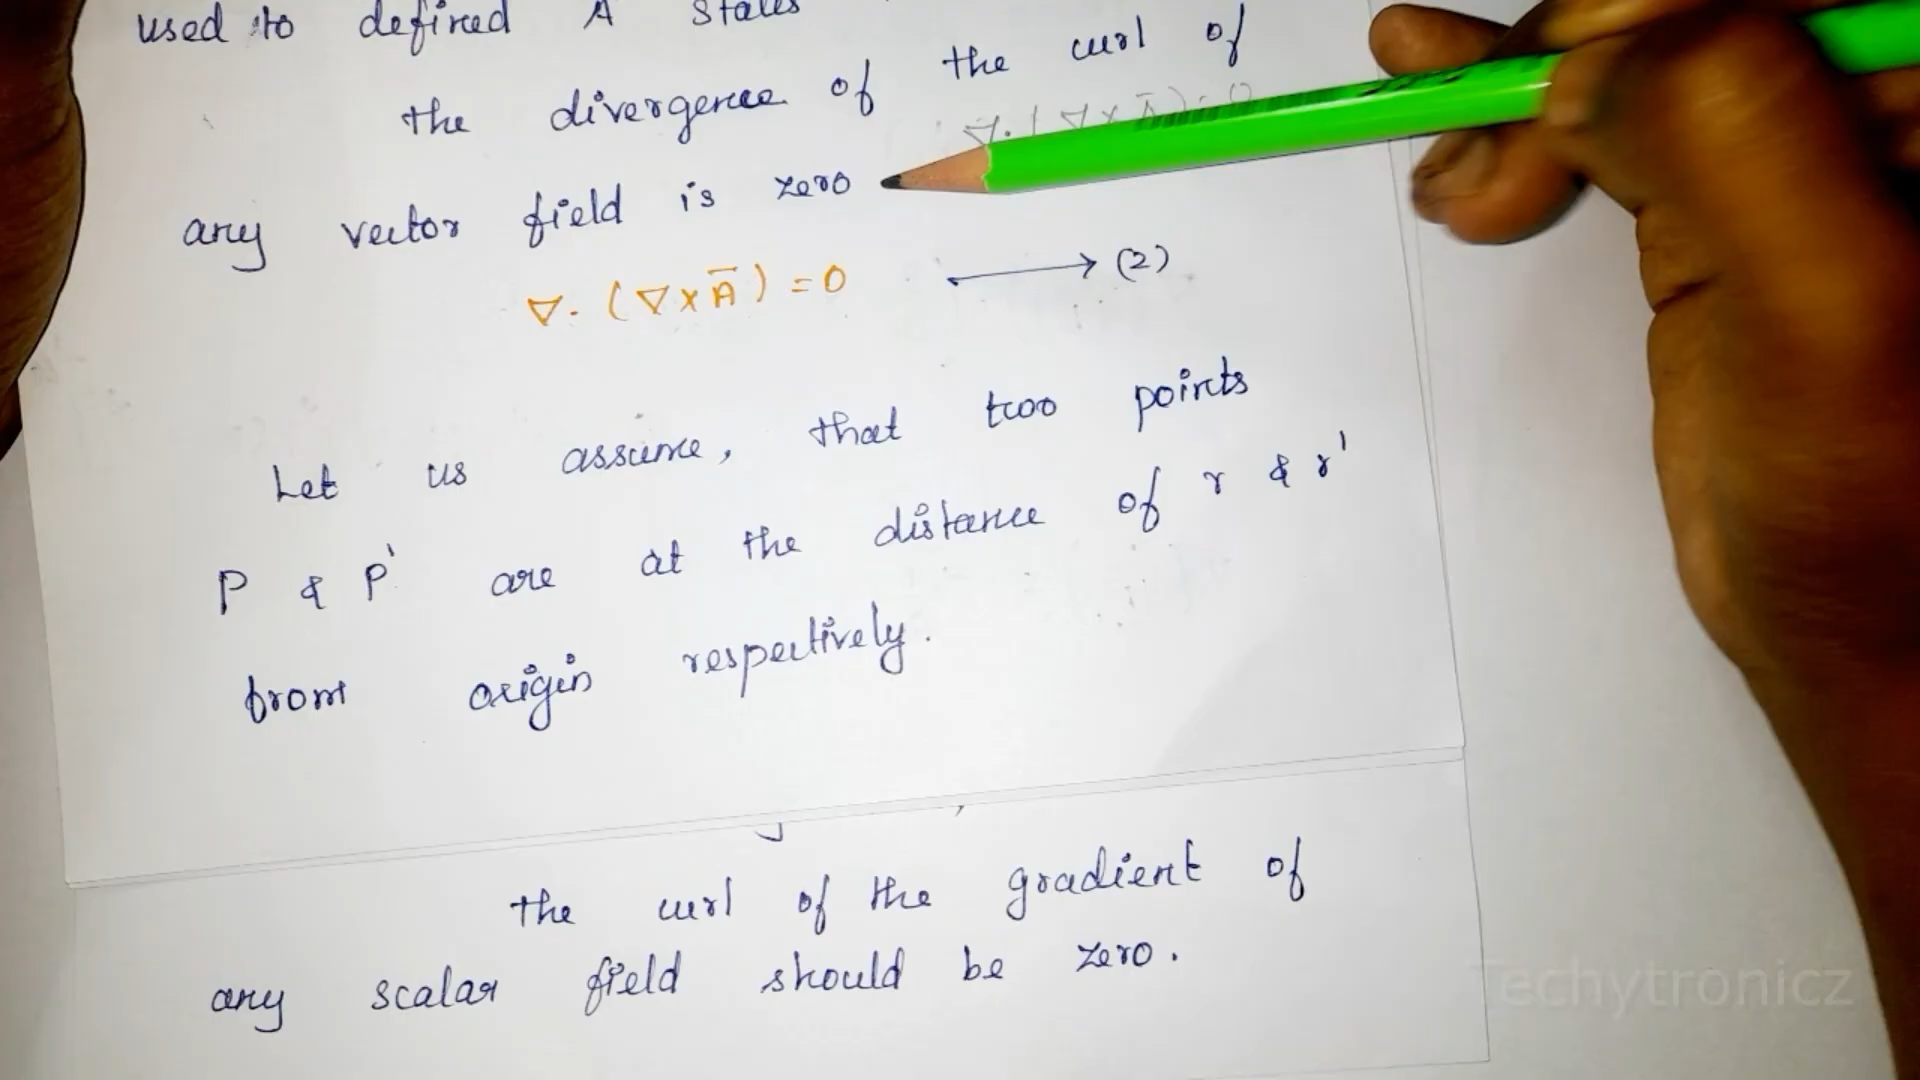 used to defined A states
the divergence of the curl of
∇.(∇×A̅)=0
any vector field is zero
∇.(∇×A̅)=0 → (2)
Let us assume, that two points
P & P' are at the distance of r & r'
from origin respectively.
the curl of the gradient of
any scalar field should be zero.
Techytronicz